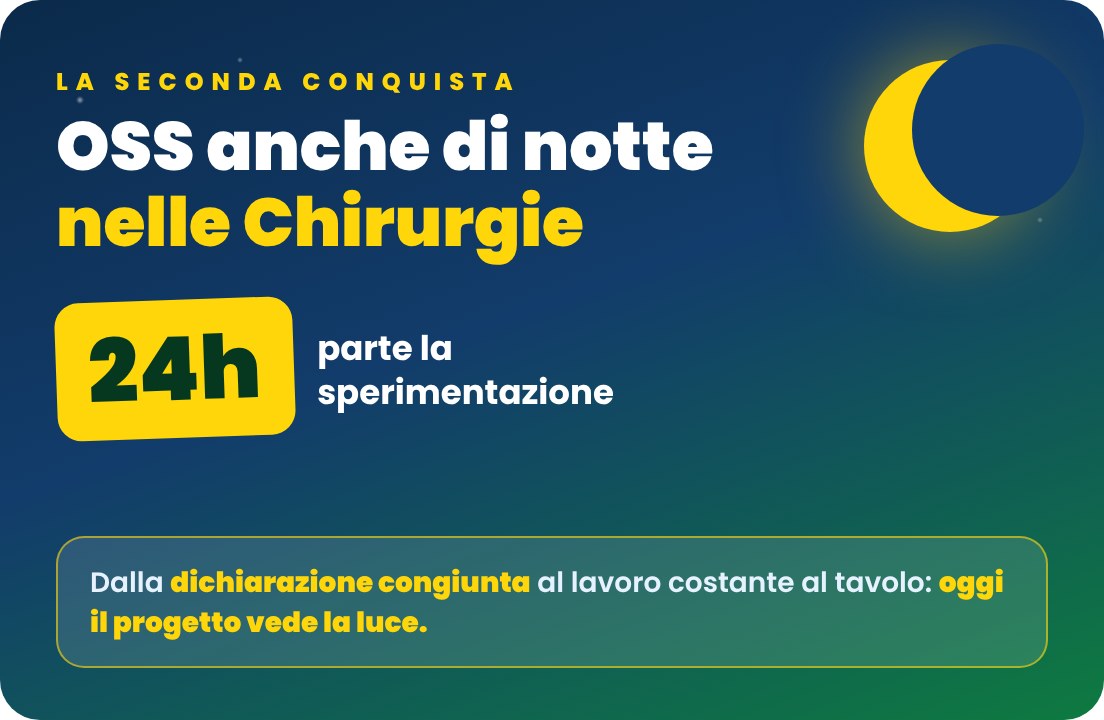 LA SECONDA CONQUISTA
OSS anche di notte
nelle Chirurgie
24h
parte la
sperimentazione
Dalla dichiarazione congiunta al lavoro costante al tavolo: oggi
il progetto vede la luce.